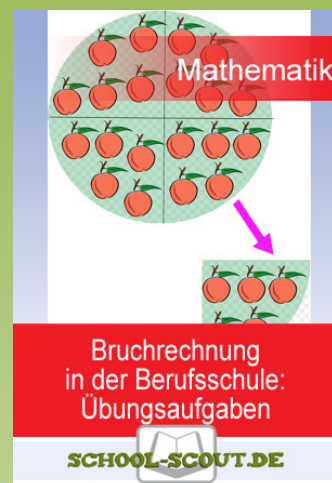 Mathematik
Bruchrechnung
in der Berufsschule:
Übungsaufgaben
SCHOOL-SCOUT.DE